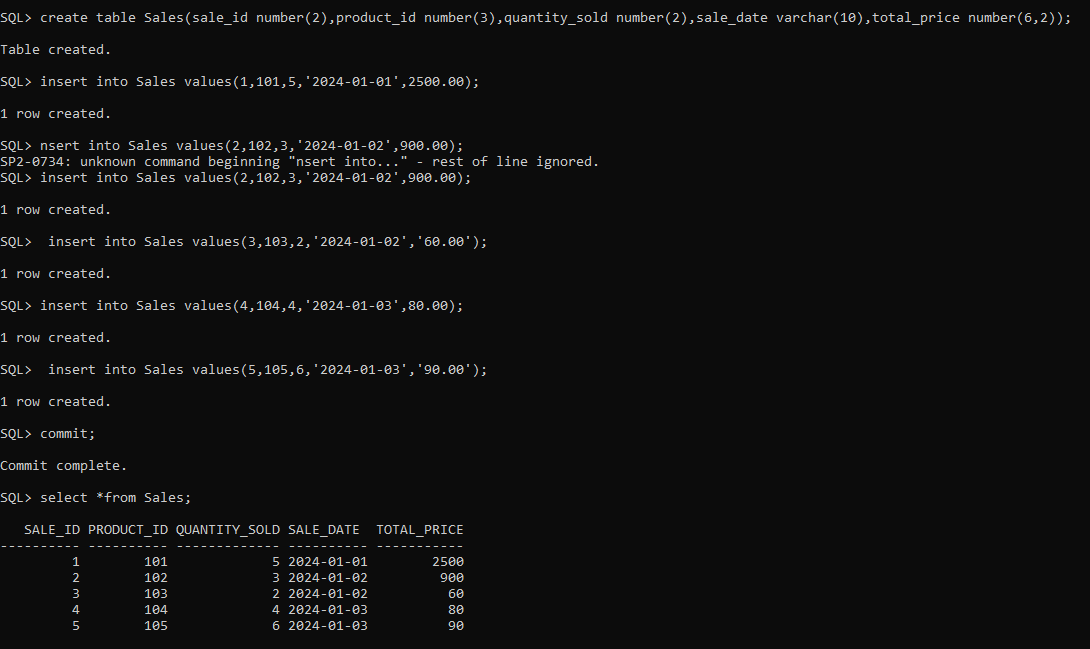 SQL> create table Sales(sale_id number(2),product_id number(3),quantity_sold number(2),sale_date varchar(10),total_price number(6,2));
Table created.
SQL> insert into Sales values(1,101,5,'2024-01-01',2500.00);
1 row created.
SQL> nsert into Sales values(2,102,3,'2024-01-02',900.00);
SP2-0734: unknown command beginning "nsert into..." - rest of line ignored.
SQL> insert into Sales values(2,102,3,'2024-01-02',900.00);
1 row created.
SQL>  insert into Sales values(3,103,2,'2024-01-02','60.00');
1 row created.
SQL> insert into Sales values(4,104,4,'2024-01-03',80.00);
1 row created.
SQL>  insert into Sales values(5,105,6,'2024-01-03','90.00');
1 row created.
SQL> commit;
Commit complete.
SQL> select *from Sales;
   SALE_ID PRODUCT_ID QUANTITY_SOLD SALE_DATE  TOTAL_PRICE
---------- ---------- ------------- ---------- -----------
         1        101             5 2024-01-01        2500
         2        102             3 2024-01-02         900
         3        103             2 2024-01-02          60
         4        104             4 2024-01-03          80
         5        105             6 2024-01-03          90